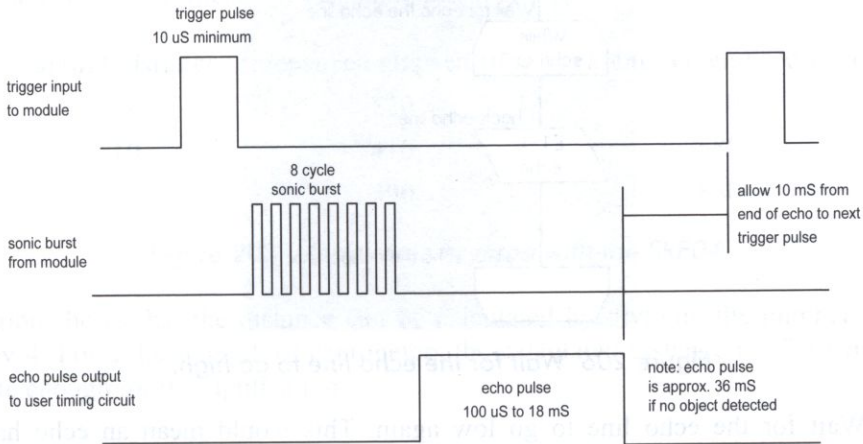 trigger pulse
10 uS minimum
trigger input
to module
8 cycle
sonic burst
allow 10 mS from
end of echo to next
trigger pulse
sonic burst
from module
echo pulse output
to user timing circuit
echo pulse
100 uS to 18 mS
note: echo pulse
is approx. 36 mS
if no object detected